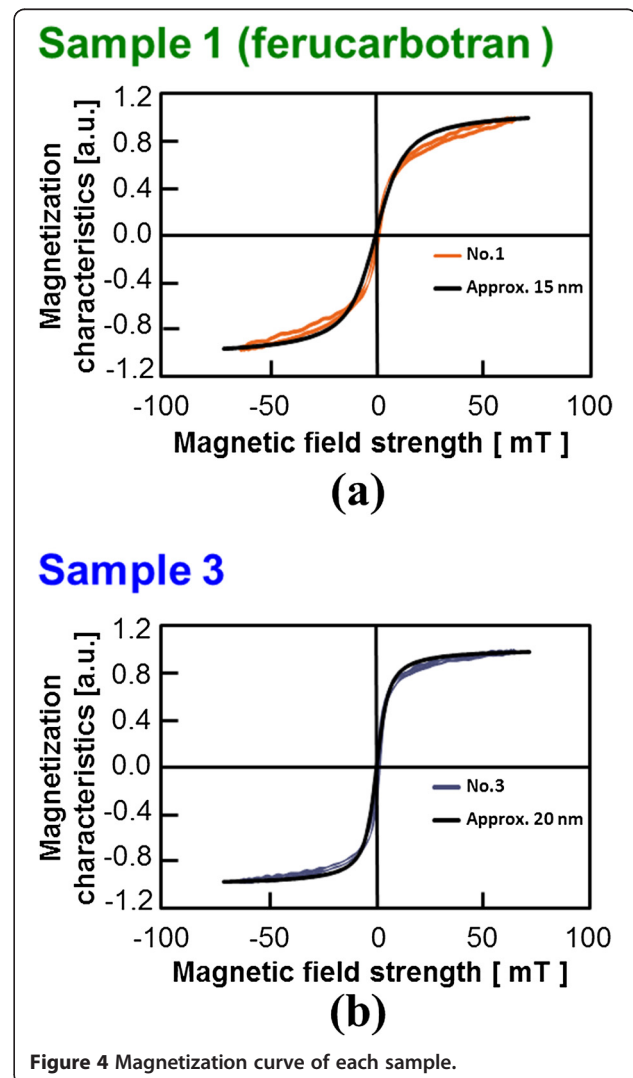 Sample 1 (ferucarbotran )
Magnetization
characteristics [a.u.]
1.2
0.8
0.4
0.0
-0.4
-0.8
-1.2
No.1
Approx. 15 nm
-100 -50 0 50 100
Magnetic field strength [ mT ]
(a)
Sample 3
Magnetization
characteristics [a.u.]
1.2
0.8
0.4
0.0
-0.4
-0.8
-1.2
No.3
Approx. 20 nm
-100 -50 0 50 100
Magnetic field strength [ mT ]
(b)
Figure 4 Magnetization curve of each sample.